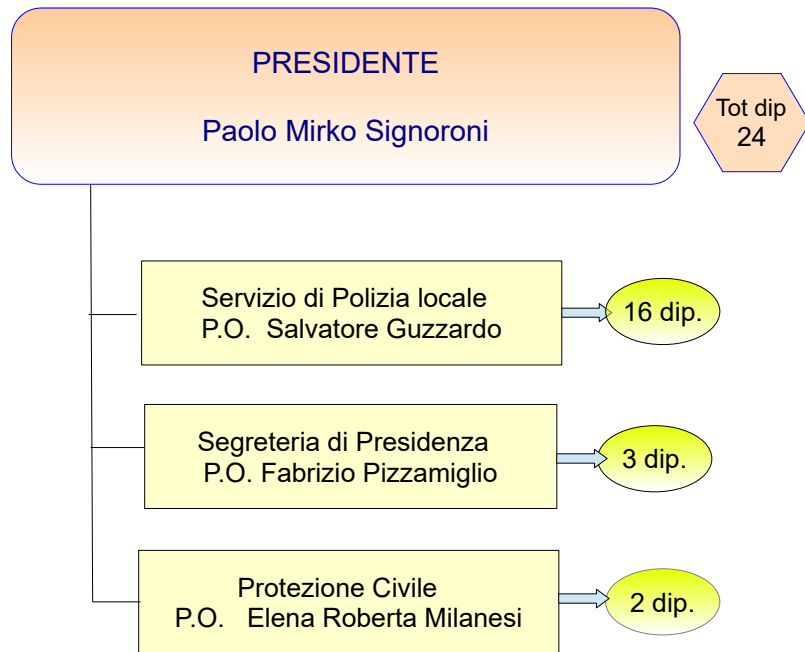 PRESIDENTE
Paolo Mirko Signoroni
Tot dip
24
Servizio di Polizia locale
P.O. Salvatore Guzzardo
16 dip.
Segreteria di Presidenza
P.O. Fabrizio Pizzamiglio
3 dip.
Protezione Civile
P.O. Elena Roberta Milanesi
2 dip.